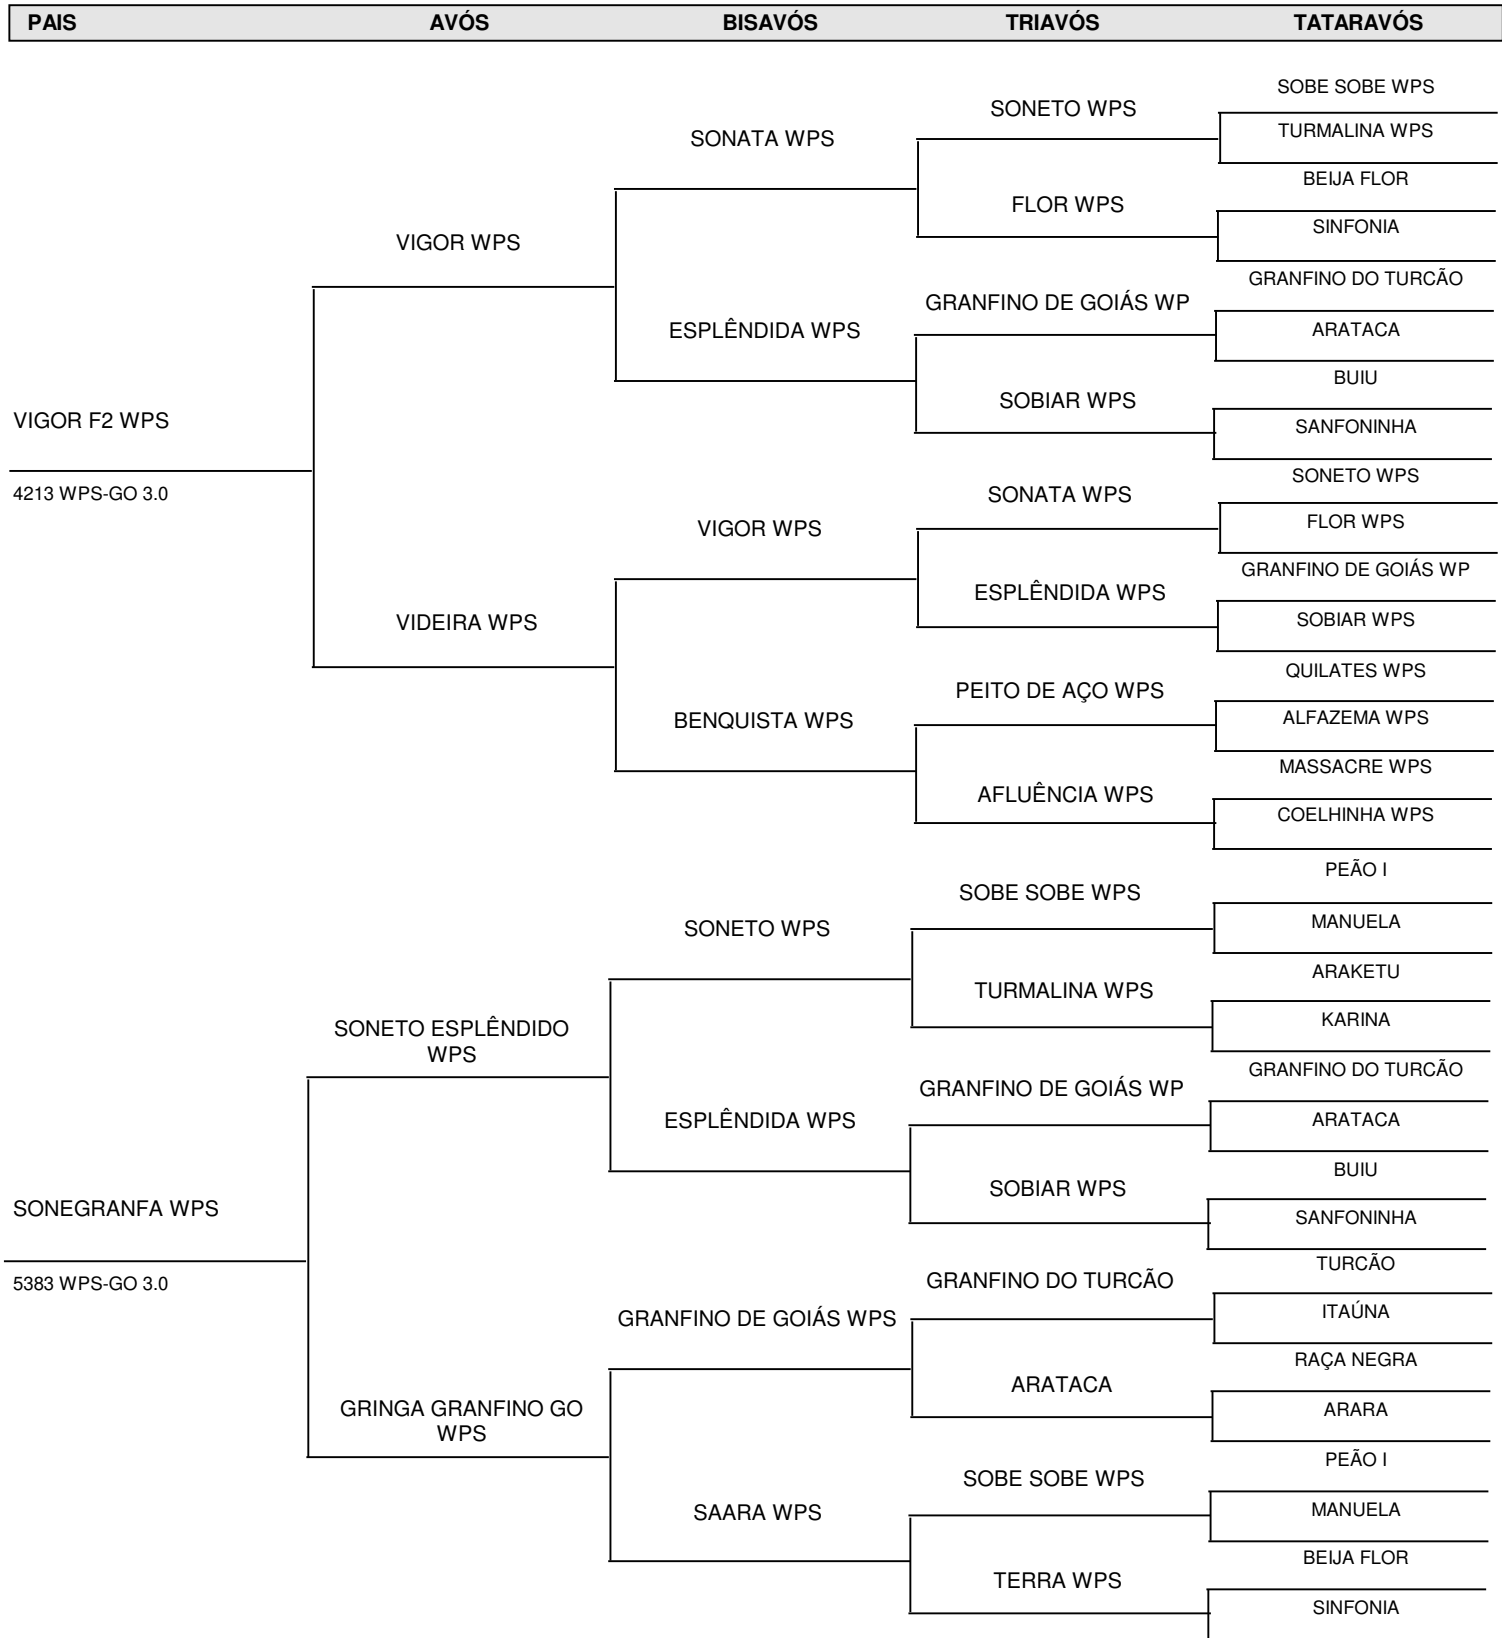 PAIS AVÓS BISAVÓS TRIAVÓS TATARAVÓS
SOBE SOBE WPS
SONETO WPS
TURMALINA WPS
SONATA WPS
BEIJA FLOR
FLOR WPS
SINFONIA
VIGOR WPS
GRANFINO DO TURCÃO
GRANFINO DE GOIÁS WP
ARATACA
ESPLÊNDIDA WPS
BUIU
SOBIAR WPS
SANFONINHA
VIGOR F2 WPS
4213 WPS-GO 3.0
SONETO WPS
SONATA WPS
FLOR WPS
VIGOR WPS
GRANFINO DE GOIÁS WP
ESPLÊNDIDA WPS
SOBIAR WPS
VIDEIRA WPS
QUILATES WPS
PEITO DE AÇO WPS
ALFAZEMA WPS
BENQUISTA WPS
MASSACRE WPS
AFLUÊNCIA WPS
COELHINHA WPS
PEÃO I
SOBE SOBE WPS
MANUELA
SONETO WPS
ARAKETU
TURMALINA WPS
KARINA
SONETO ESPLÊNDIDO
WPS
GRANFINO DO TURCÃO
GRANFINO DE GOIÁS WP
ARATACA
ESPLÊNDIDA WPS
BUIU
SOBIAR WPS
SANFONINHA
SONEGRANFA WPS
5383 WPS-GO 3.0
TURCÃO
GRANFINO DO TURCÃO
ITAÚNA
GRANFINO DE GOIÁS WPS
RAÇA NEGRA
ARATACA
ARARA
GRINGA GRANFINO GO
WPS
PEÃO I
SOBE SOBE WPS
MANUELA
SAARA WPS
BEIJA FLOR
TERRA WPS
SINFONIA